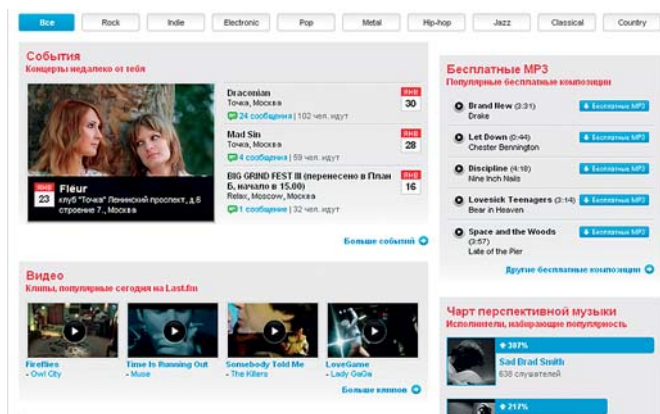 Все
Rock
Indie
Electronic
Pop
Metal
Hip-hop
Jazz
Classical
Country
События
Концерты недалеко от тебя
Fleur
клуб "Точка" Ленинский проспект, д.6
строение 7., Москва
ЯНВ
23
Draconian
Точка, Москва
24 сообщения | 102 чел. идут
ЯНВ
30
Mad Sin
Точка, Москва
4 сообщения | 59 чел. идут
ЯНВ
28
BIG GRIND FEST III (перенесено в План
Б, начало в 15.00)
Relax, Moscow, Москва
1 сообщение | 32 чел. идут
ЯНВ
16
Больше событий
Видео
Клипы, популярные сегодня на Last.fm
Fireflies
- Owl City
Time Is Running Out
- Muse
Somebody Told Me
- The Killers
LoveGame
- Lady GaGa
Больше клипов
Бесплатные MP3
Популярные бесплатные композиции
Brand New (3:31)
Drake
Бесплатные MP3
Let Down (0:44)
Chester Bennington
Бесплатные MP3
Discipline (4:18)
Nine Inch Nails
Бесплатные MP3
Lovesick Teenagers (3:14)
Bear in Heaven
Бесплатные MP3
Space and the Woods
(3:57)
Late of the Pier
Бесплатные MP3
Другие бесплатные композиции
Чарт перспективной музыки
Исполнители, набирающие популярность
387%
Sad Brad Smith
638 слушателей
217%